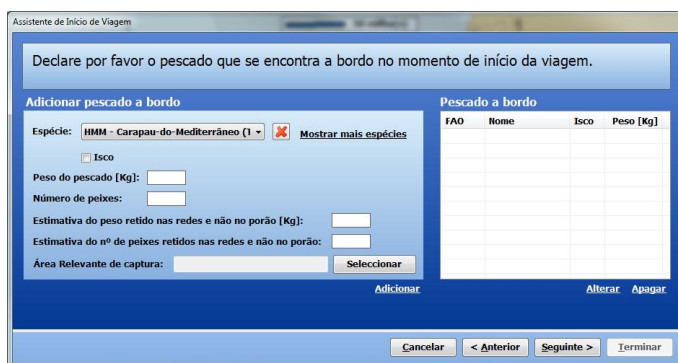 Assistente de Início de Viagem
Declare por favor o pescado que se encontra a bordo no momento de início da viagem.
Adicionar pescado a bordo
Espécie: HMM - Carapau-do-Mediterrâneo (T Mostrar mais espécies
Isco
Peso do pescado [Kg]:
Número de peixes:
Estimativa do peso retido nas redes e não no porão [Kg]:
Estimativa do nº de peixes retidos nas redes e não no porão:
Área Relevante de captura: Seleccionar
Adicionar
Pescado a bordo
FAO Nome Isco Peso [Kg]
Alterar Apagar
Cancelar < Anterior Seguinte > Terminar